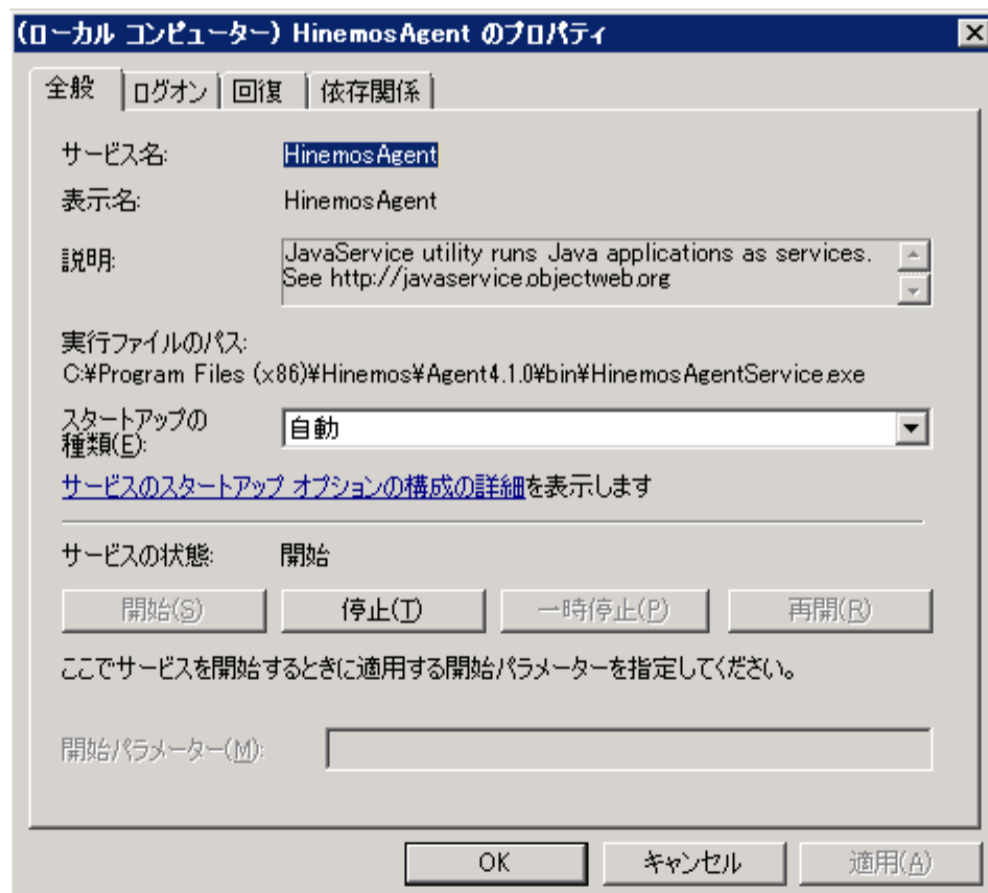 (ローカル コンピューター) HinemosAgent のプロパティ
全般 ログオン 回復 依存関係
サービス名: HinemosAgent
表示名: HinemosAgent
説明: JavaService utility runs Java applications as services.
See http://javaservice.objectweb.org
実行ファイルのパス:
C:¥Program Files (x86)¥Hinemos¥Agent4.1.0¥bin¥HinemosAgentService.exe
スタートアップの
種類(E): 自動
サービスのスタートアップ オプションの構成の詳細を表示します
サービスの状態: 開始
開始(S) 停止(T) 一時停止(P) 再開(R)
ここでサービスを開始するときに適用する開始パラメーターを指定してください。
開始パラメーター(M):
OK キャンセル 適用(A)